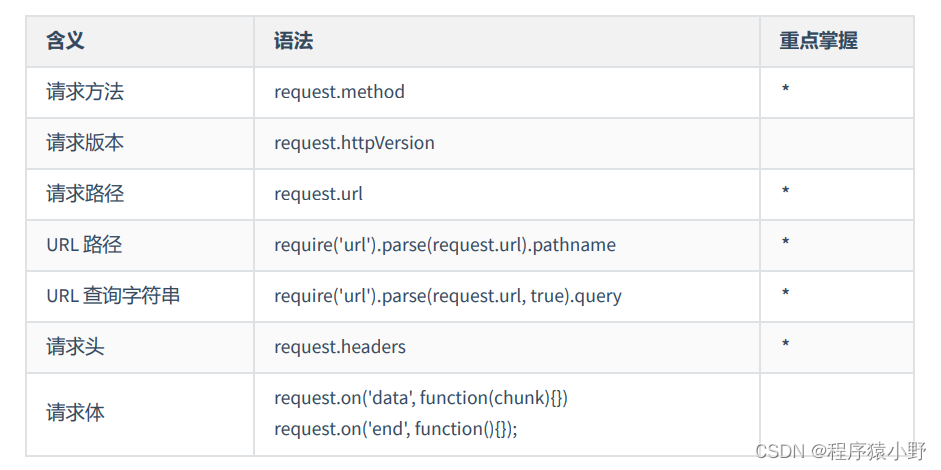 含义 语法 重点掌握
请求方法 request.method *
请求版本 request.httpVersion
请求路径 request.url *
URL 路径 require('url').parse(request.url).pathname *
URL 查询字符串 require('url').parse(request.url, true).query *
请求头 request.headers *
请求体 request.on('data', function(chunk){})
request.on('end', function(){});
CSDN @程序猿小野